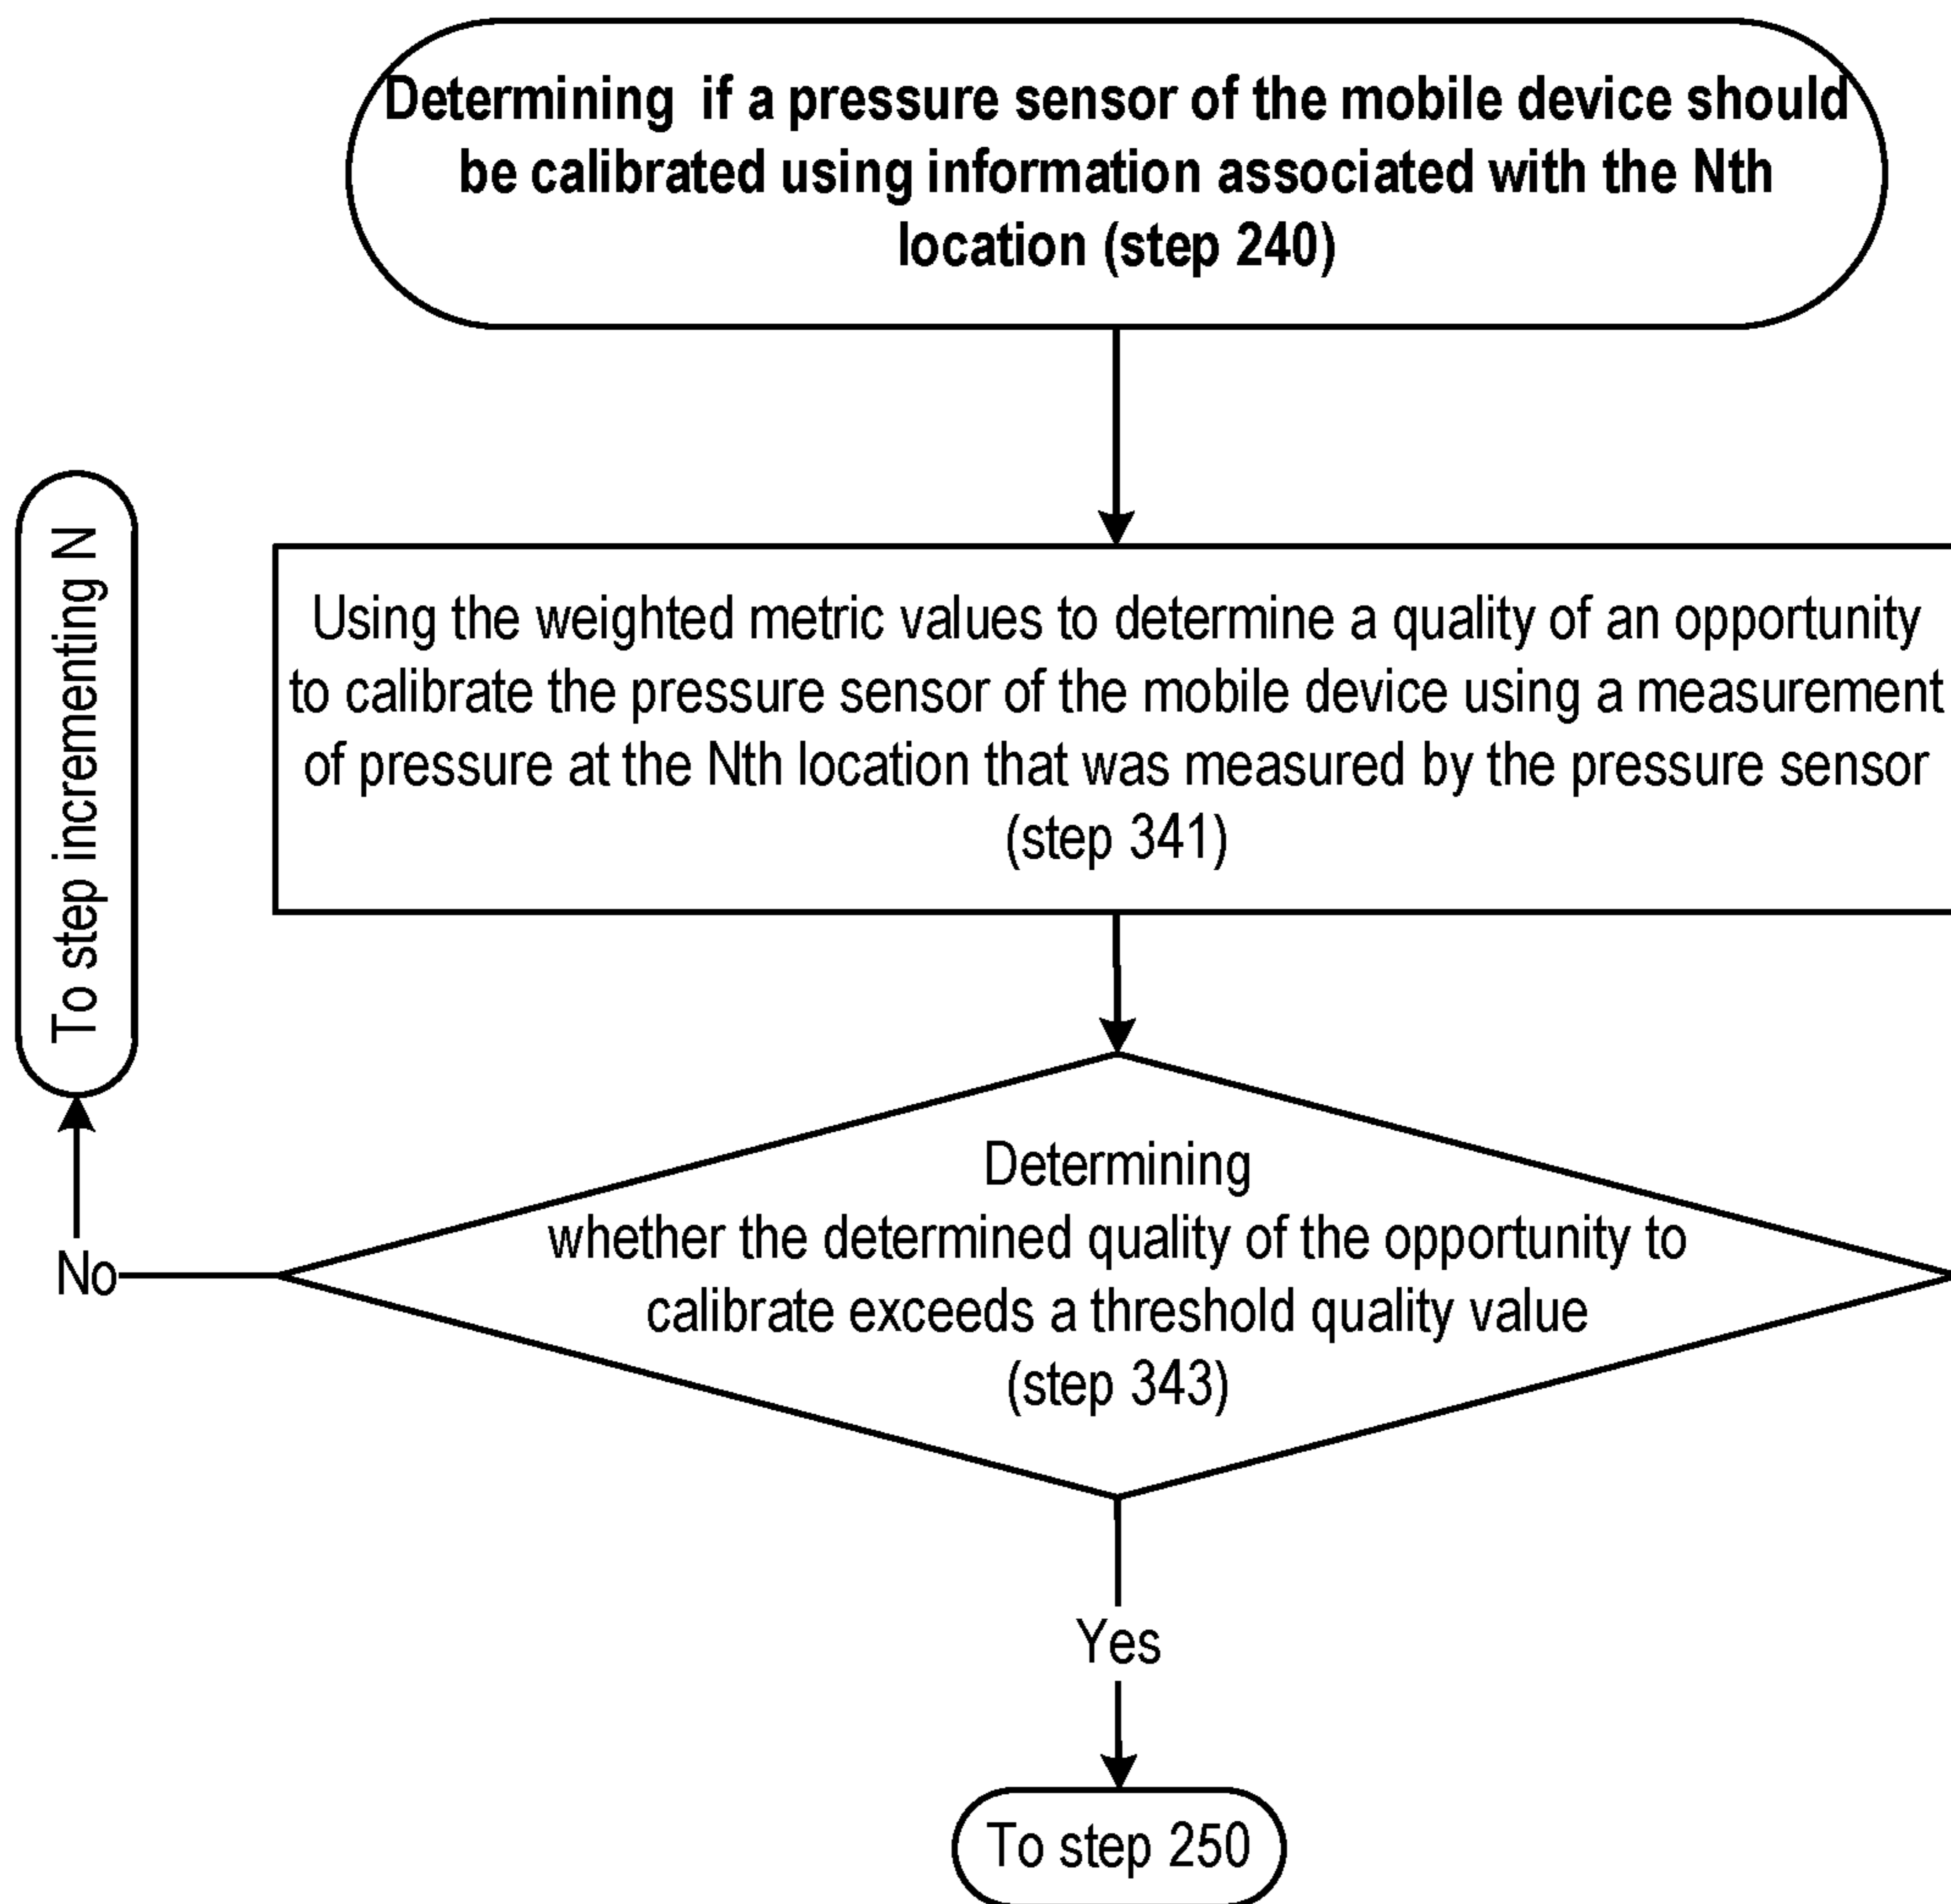 Determining if a pressure sensor of the mobile device should
be calibrated using information associated with the Nth
location (step 240)
Using the weighted metric values to determine a quality of an opportunity
to calibrate the pressure sensor of the mobile device using a measurement
of pressure at the Nth location that was measured by the pressure sensor
(step 341)
To step incrementing N
Determining
whether the determined quality of the opportunity to
calibrate exceeds a threshold quality value
(step 343)
No
Yes
To step 250